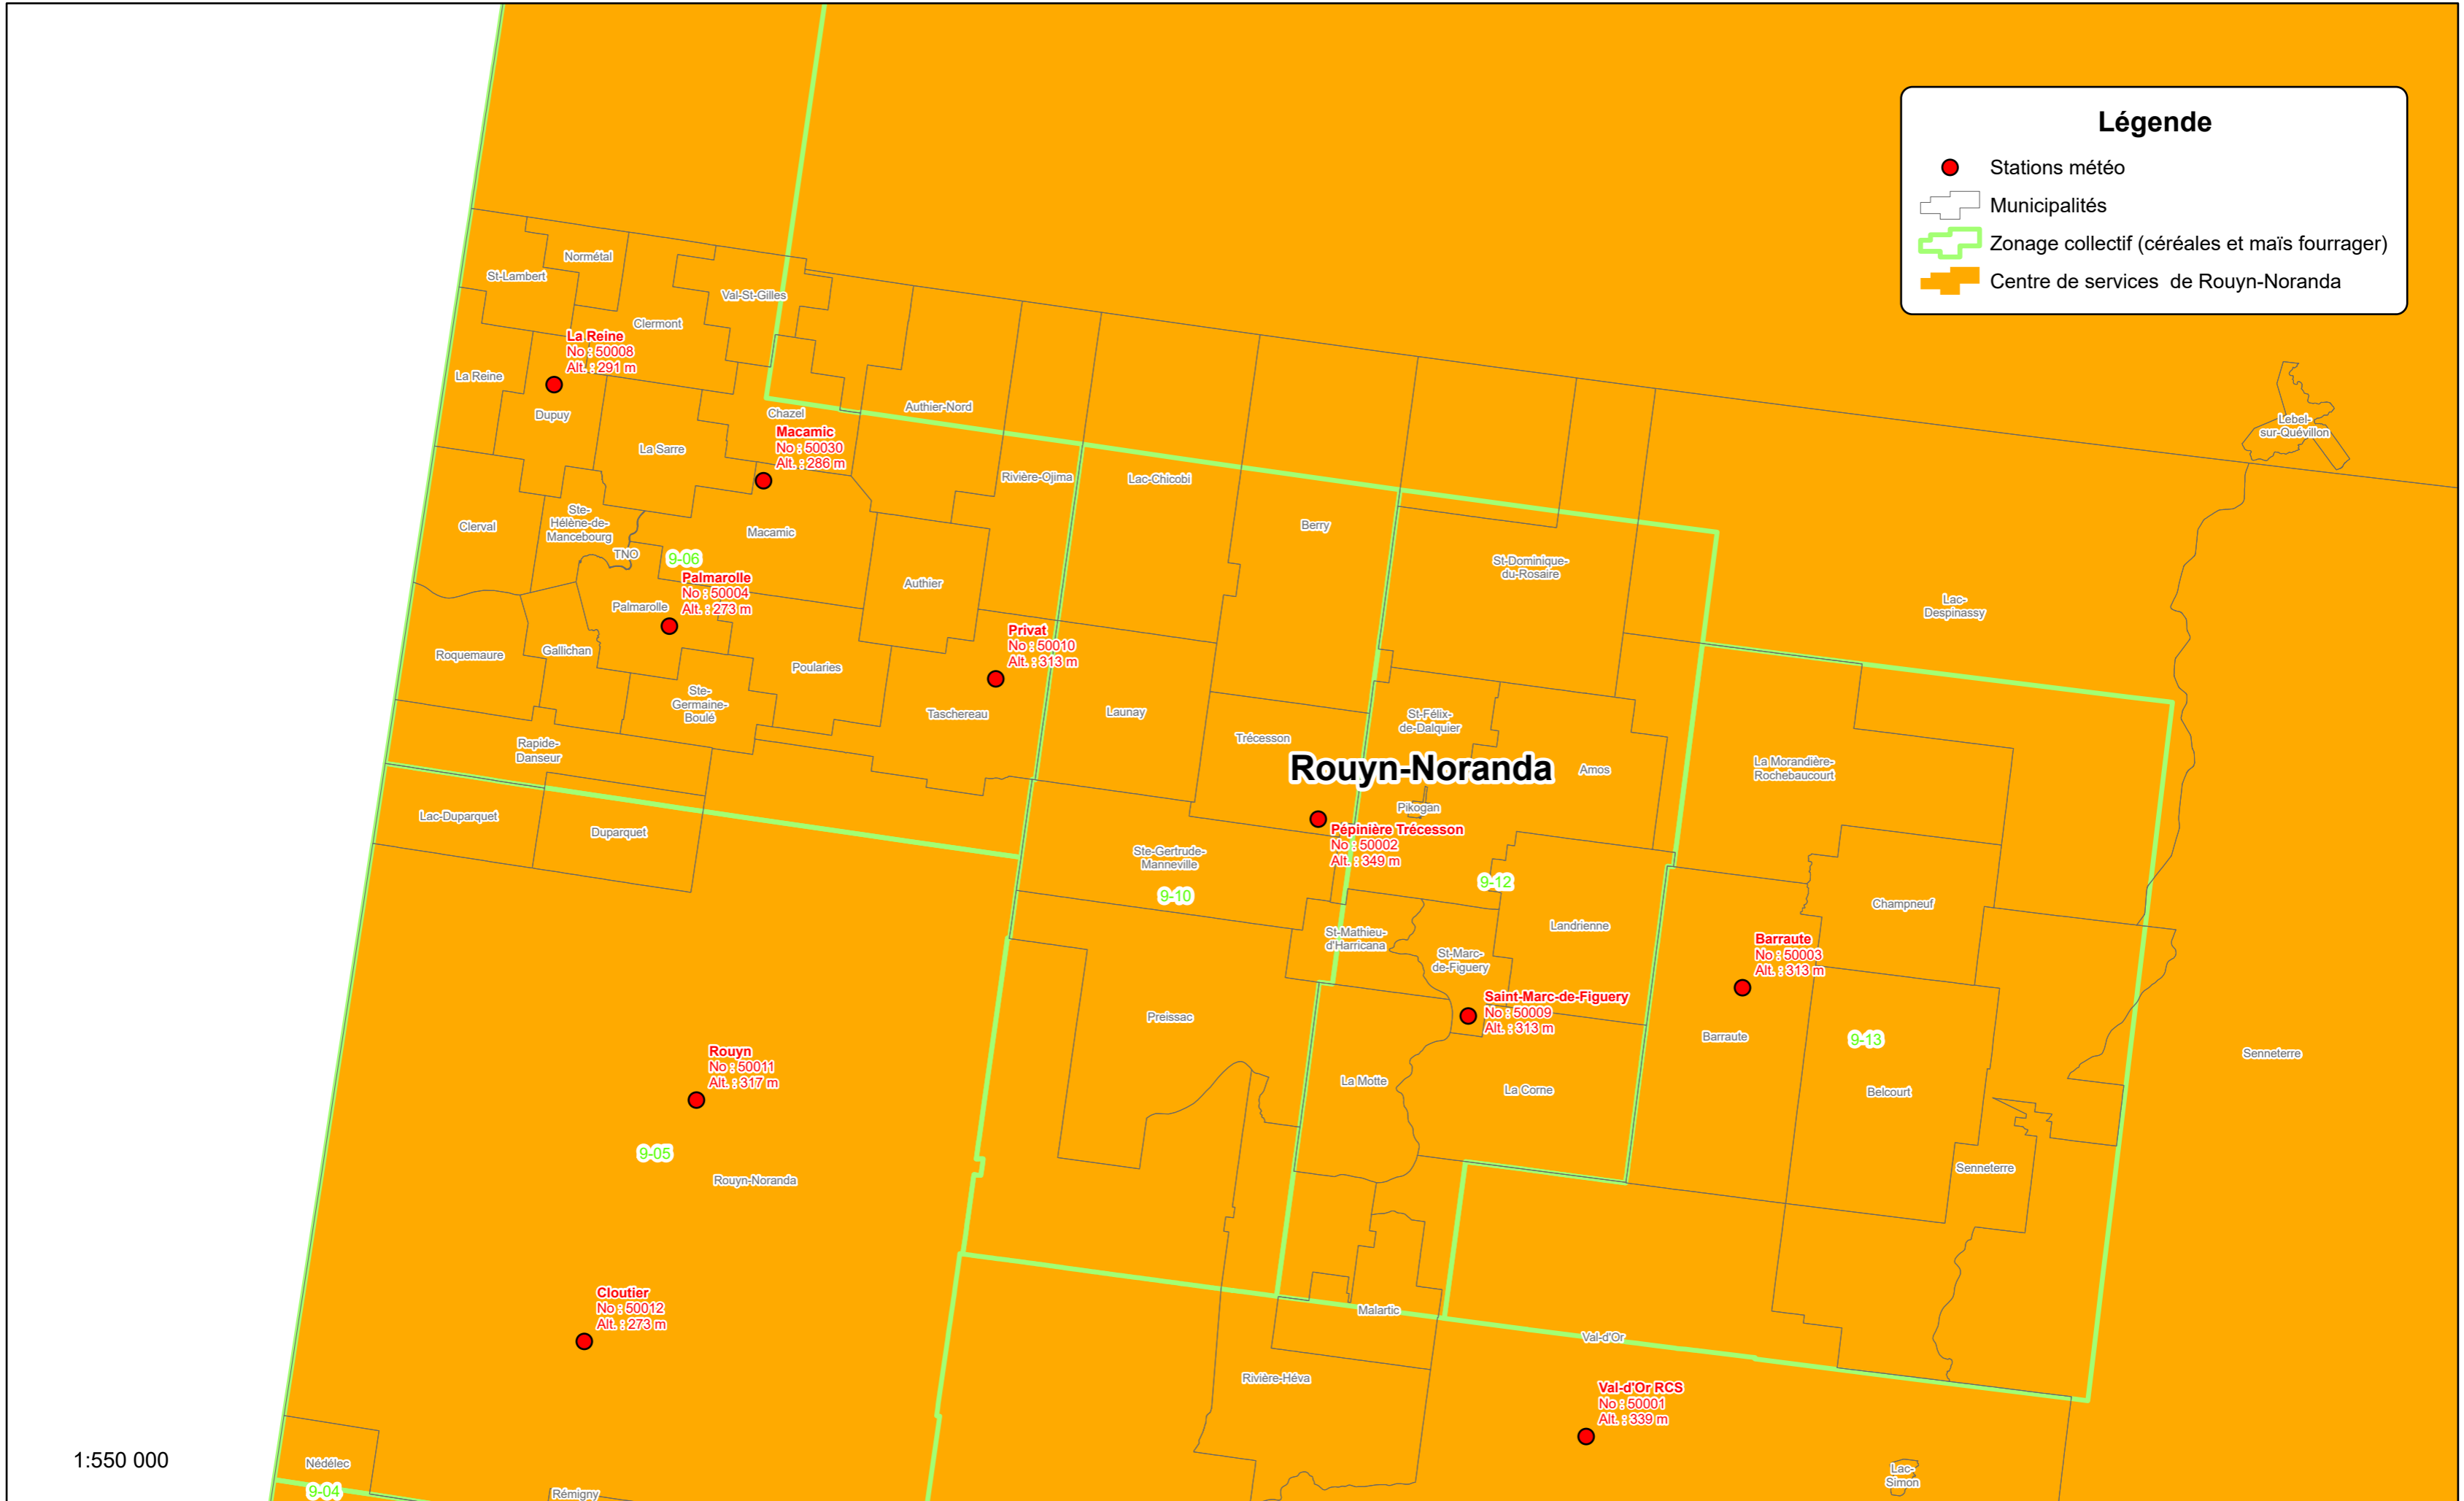 Légende
Stations météo
Municipalités
Zonage collectif (céréales et maïs fourrager)
Centre de services  de Rouyn-Noranda
Normétal
St-Lambert
Val-St-Gilles
Clermont
La Reine
No : 50008
Alt. : 291 m
La Reine
Dupuy
Chazel
Authier-Nord
Macamic
No : 50030
Alt. : 286 m
La Sarre
Rivière-Ojima
Lac-Chicobi
Lebel-
sur-Quévillon
Clerval
Ste-
Hélène-de-
Mancebourg
TNO
Macamic
Berry
9-06
Palmarolle
No : 50004
Alt. : 273 m
Palmarolle
Authier
St-Dominique-
du-Rosaire
Lac-
Despinassy
Roquemaure
Gallichan
Poularies
Privat
No : 50010
Alt. : 313 m
Ste-
Germaine-
Boulé
Taschereau
Launay
Trécesson
St-Félix-
de-Dalquier
Rapide-
Danseur
Rouyn-Noranda
Amos
La Morandière-
Rochebaucourt
Lac-Duparquet
Duparquet
Pikogan
Pépinière Trécesson
No : 50002
Alt. : 349 m
Ste-Gertrude-
Manneville
9-10
9-12
Champneuf
St-Mathieu-
d'Harricana
Landrienne
St-Marc-
de-Figuery
Barraute
No : 50003
Alt. : 313 m
Saint-Marc-de-Figuery
No : 50009
Alt. : 313 m
Preissac
Barraute
9-13
Senneterre
Rouyn
No : 50011
Alt. : 317 m
La Motte
La Corne
Belcourt
9-05
Rouyn-Noranda
Senneterre
Cloutier
No : 50012
Alt. : 273 m
Malartic
Val-d'Or
Rivière-Héva
Val-d'Or RCS
No : 50001
Alt. : 339 m
1:550 000
Nédélec
9-04
Rémigny
Lac-
Simon